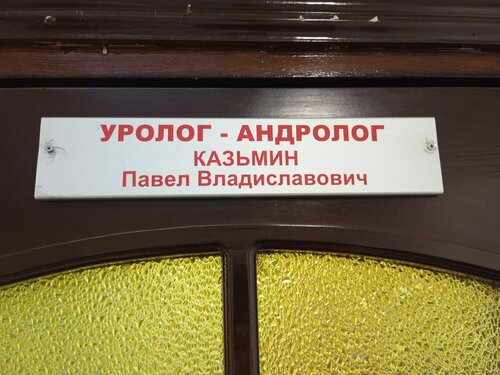 УРОЛОГ - АНДРОЛОГ
КАЗЬМИН
Павел Владиславович